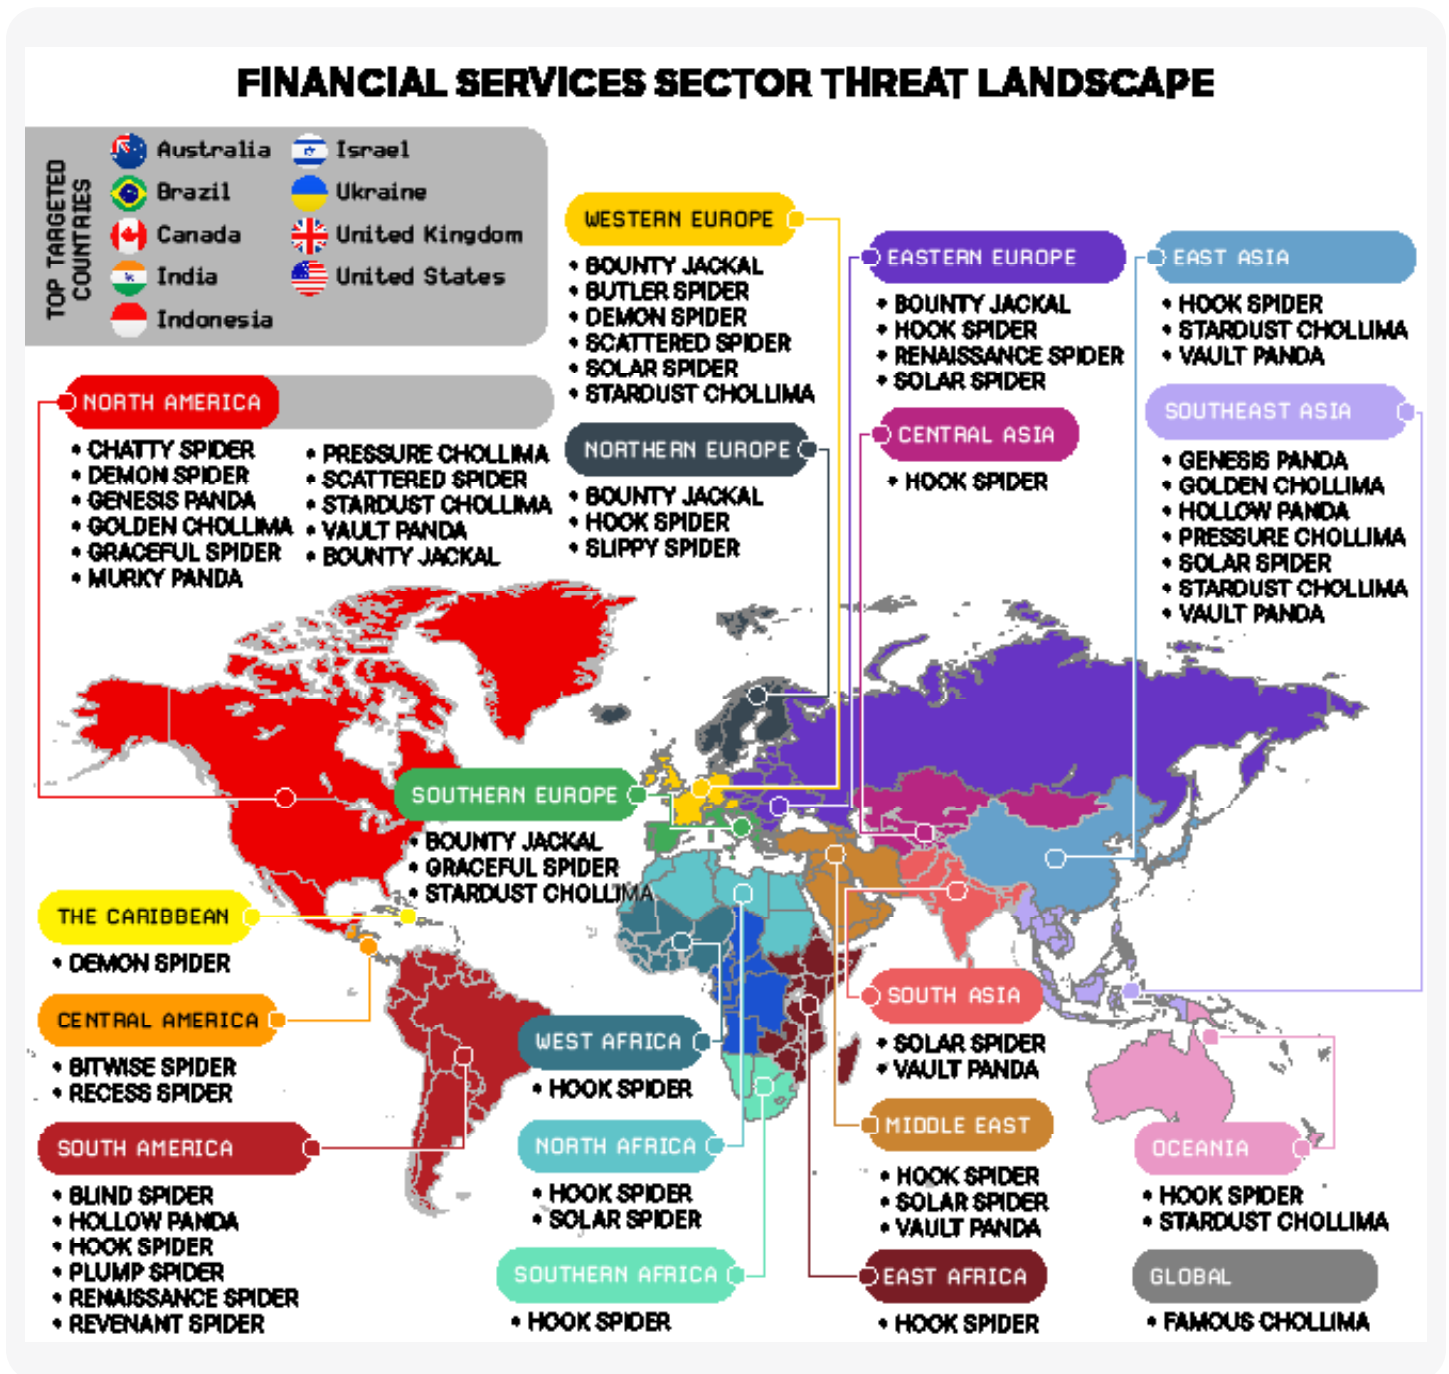 FINANCIAL SERVICES SECTOR THREAT LANDSCAPE
TOP TARGETED
COUNTRIES
Australia
Brazil
Canada
India
Indonesia
Israel
Ukraine
United Kingdom
United States
NORTH AMERICA
• CHATTY SPIDER
• DEMON SPIDER
• GENESIS PANDA
• GOLDEN CHOLLIMA
• GRACEFUL SPIDER
• MURKY PANDA
• PRESSURE CHOLLIMA
• SCATTERED SPIDER
• STARDUST CHOLLIMA
• VAULT PANDA
• BOUNTY JACKAL
WESTERN EUROPE
• BOUNTY JACKAL
• BUTLER SPIDER
• DEMON SPIDER
• SCATTERED SPIDER
• SOLAR SPIDER
• STARDUST CHOLLIMA
NORTHERN EUROPE
• BOUNTY JACKAL
• HOOK SPIDER
• SLIPPY SPIDER
EASTERN EUROPE
• BOUNTY JACKAL
• HOOK SPIDER
• RENAISSANCE SPIDER
• SOLAR SPIDER
CENTRAL ASIA
• HOOK SPIDER
EAST ASIA
• HOOK SPIDER
• STARDUST CHOLLIMA
• VAULT PANDA
SOUTHEAST ASIA
• GENESIS PANDA
• GOLDEN CHOLLIMA
• HOLLOW PANDA
• PRESSURE CHOLLIMA
• SOLAR SPIDER
• STARDUST CHOLLIMA
• VAULT PANDA
SOUTHERN EUROPE
• BOUNTY JACKAL
• GRACEFUL SPIDER
• STARDUST CHOLLIMA
THE CARIBBEAN
• DEMON SPIDER
CENTRAL AMERICA
• BITWISE SPIDER
• RECESS SPIDER
SOUTH AMERICA
• BLIND SPIDER
• HOLLOW PANDA
• HOOK SPIDER
• PLUMP SPIDER
• RENAISSANCE SPIDER
• REVENANT SPIDER
WEST AFRICA
• HOOK SPIDER
NORTH AFRICA
• HOOK SPIDER
• SOLAR SPIDER
SOUTHERN AFRICA
• HOOK SPIDER
SOUTH ASIA
• SOLAR SPIDER
• VAULT PANDA
MIDDLE EAST
• HOOK SPIDER
• SOLAR SPIDER
• VAULT PANDA
EAST AFRICA
• HOOK SPIDER
OCEANIA
• HOOK SPIDER
• STARDUST CHOLLIMA
GLOBAL
• FAMOUS CHOLLIMA